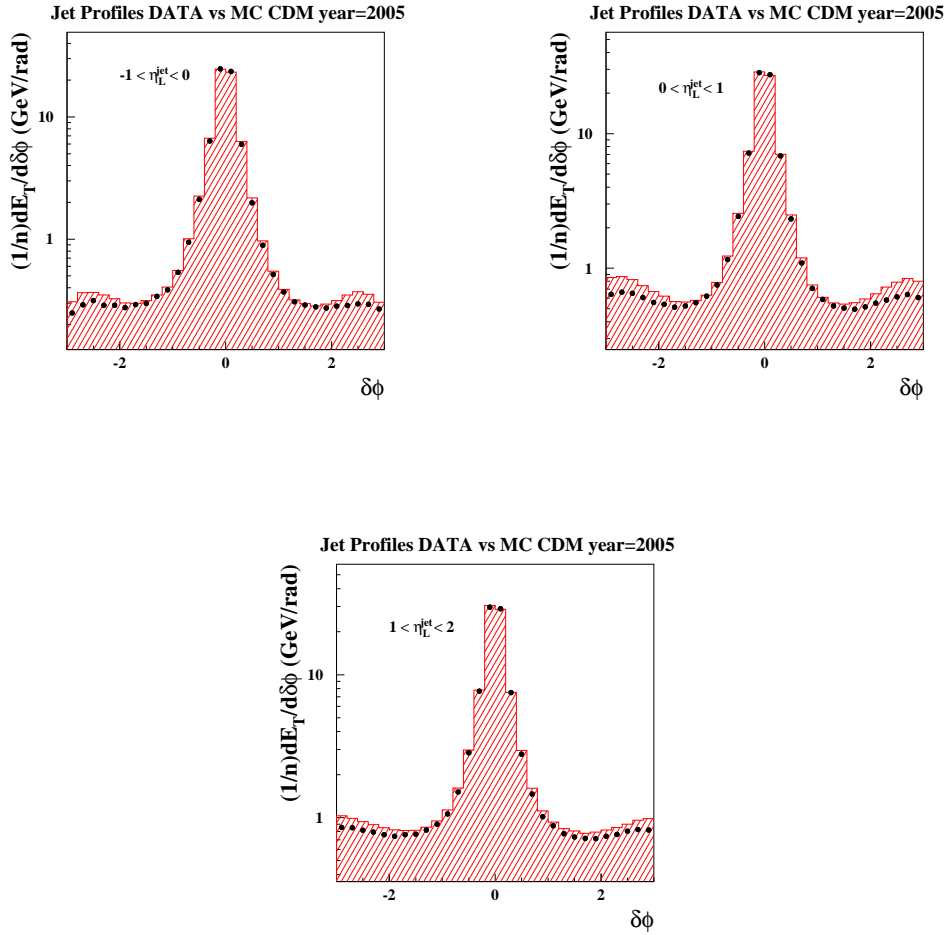 Jet Profiles DATA vs MC CDM year=2005
(1/n)dE_T/dδϕ (GeV/rad)
-1 < η_L^jet < 0
10
1
-2 0 2
δϕ
Jet Profiles DATA vs MC CDM year=2005
(1/n)dE_T/dδϕ (GeV/rad)
0 < η_L^jet < 1
10
1
-2 0 2
δϕ
Jet Profiles DATA vs MC CDM year=2005
(1/n)dE_T/dδϕ (GeV/rad)
1 < η_L^jet < 2
10
1
-2 0 2
δϕ